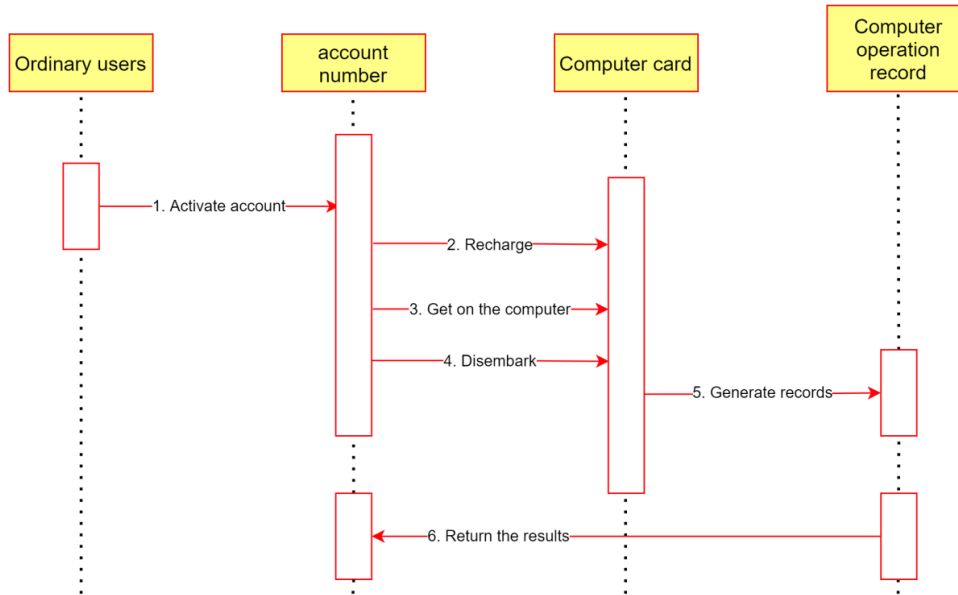 Ordinary users
account
number
Computer card
Computer
operation
record
1. Activate account
2. Recharge
3. Get on the computer
4. Disembark
5. Generate records
6. Return the results